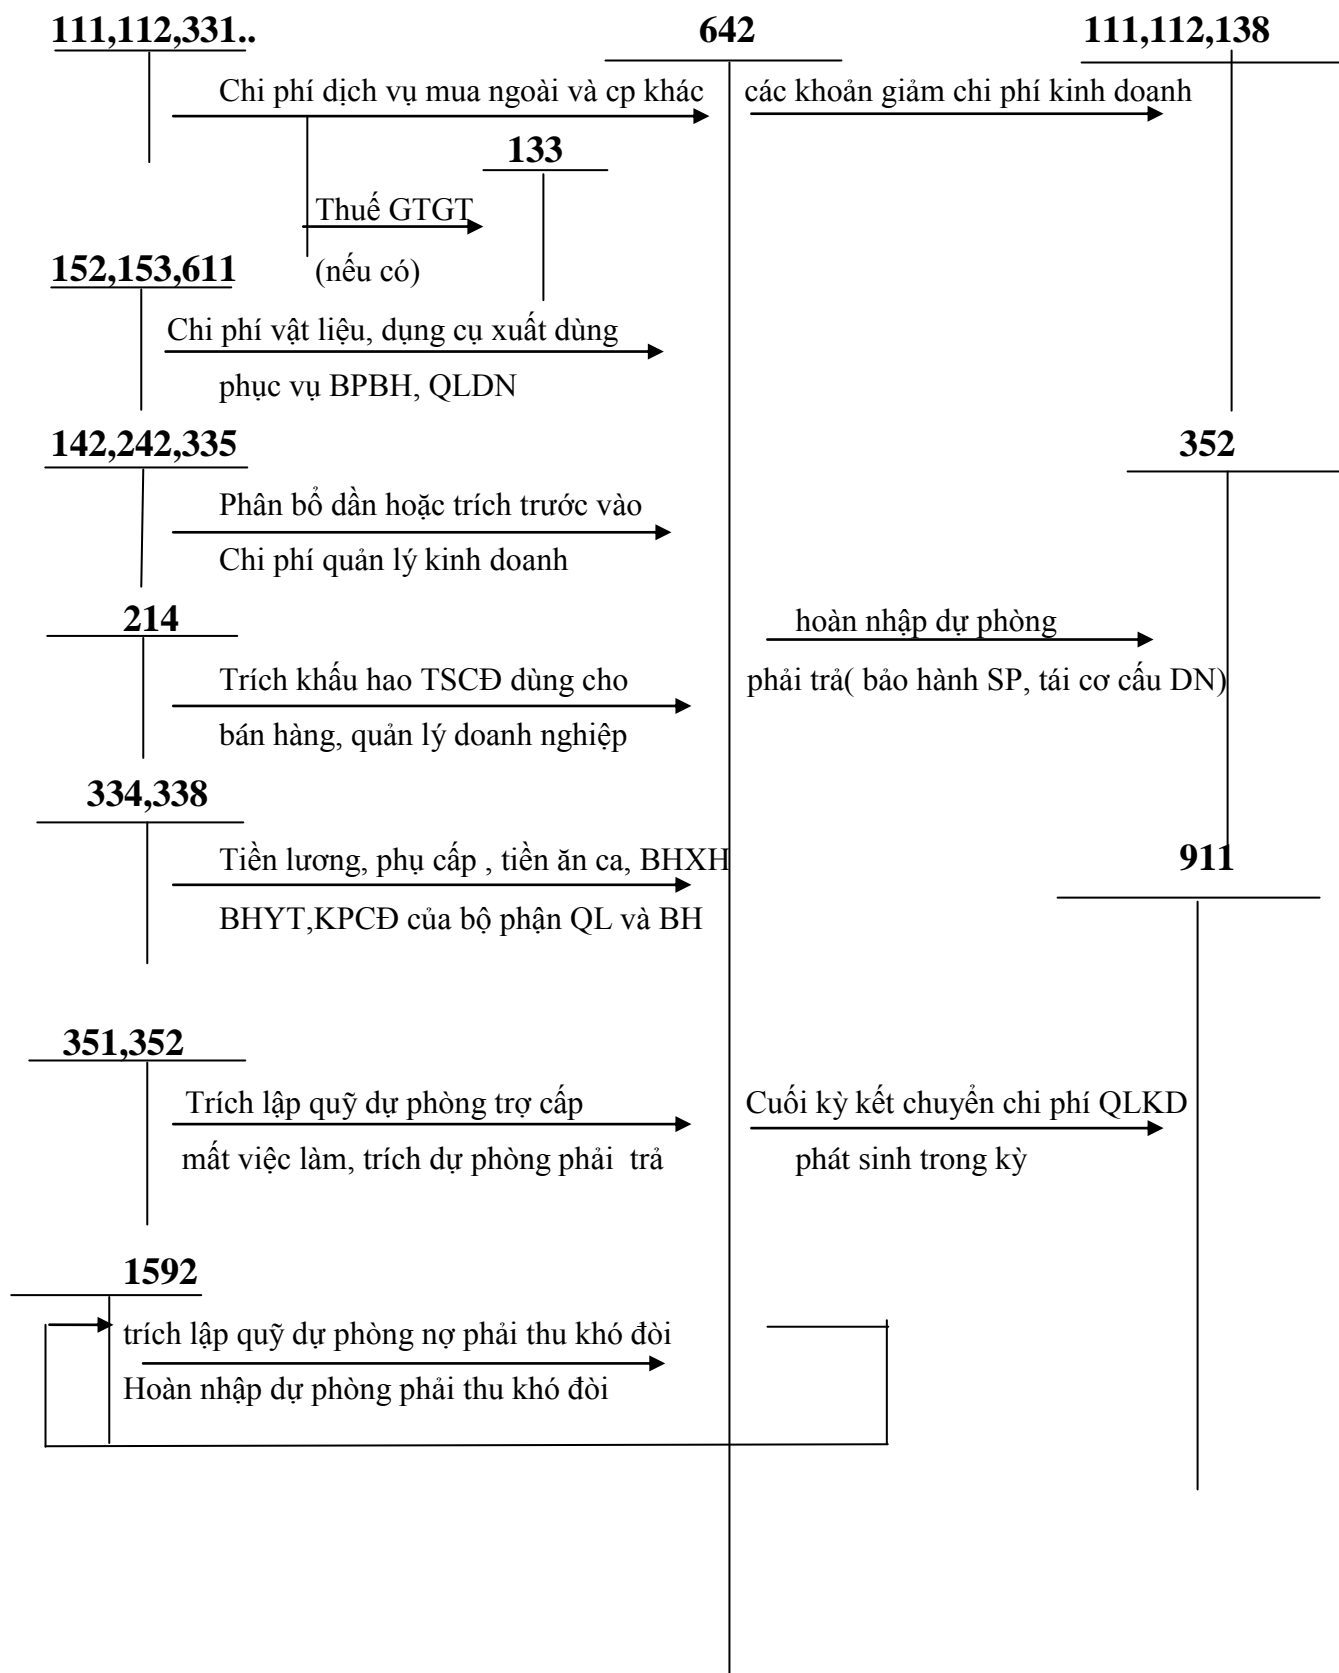 111,112,331..
642
111,112,138
Chi phí dịch vụ mua ngoài và cp khác
các khoản giảm chi phí kinh doanh
133
Thuế GTGT
(nếu có)
152,153,611
Chi phí vật liệu, dụng cụ xuất dùng
phục vụ BPBH, QLDN
142,242,335
352
Phân bổ dần hoặc trích trước vào
Chi phí quản lý kinh doanh
214
hoàn nhập dự phòng
Trích khấu hao TSCĐ dùng cho
phải trả( bảo hành SP, tái cơ cấu DN)
bán hàng, quản lý doanh nghiệp
334,338
Tiền lương, phụ cấp , tiền ăn ca, BHXH
911
BHYT,KPCĐ của bộ phận QL và BH
351,352
Trích lập quỹ dự phòng trợ cấp
Cuối kỳ kết chuyển chi phí QLKD
mất việc làm, trích dự phòng phải  trả
phát sinh trong kỳ
1592
trích lập quỹ dự phòng nợ phải thu khó đòi
Hoàn nhập dự phòng phải thu khó đòi